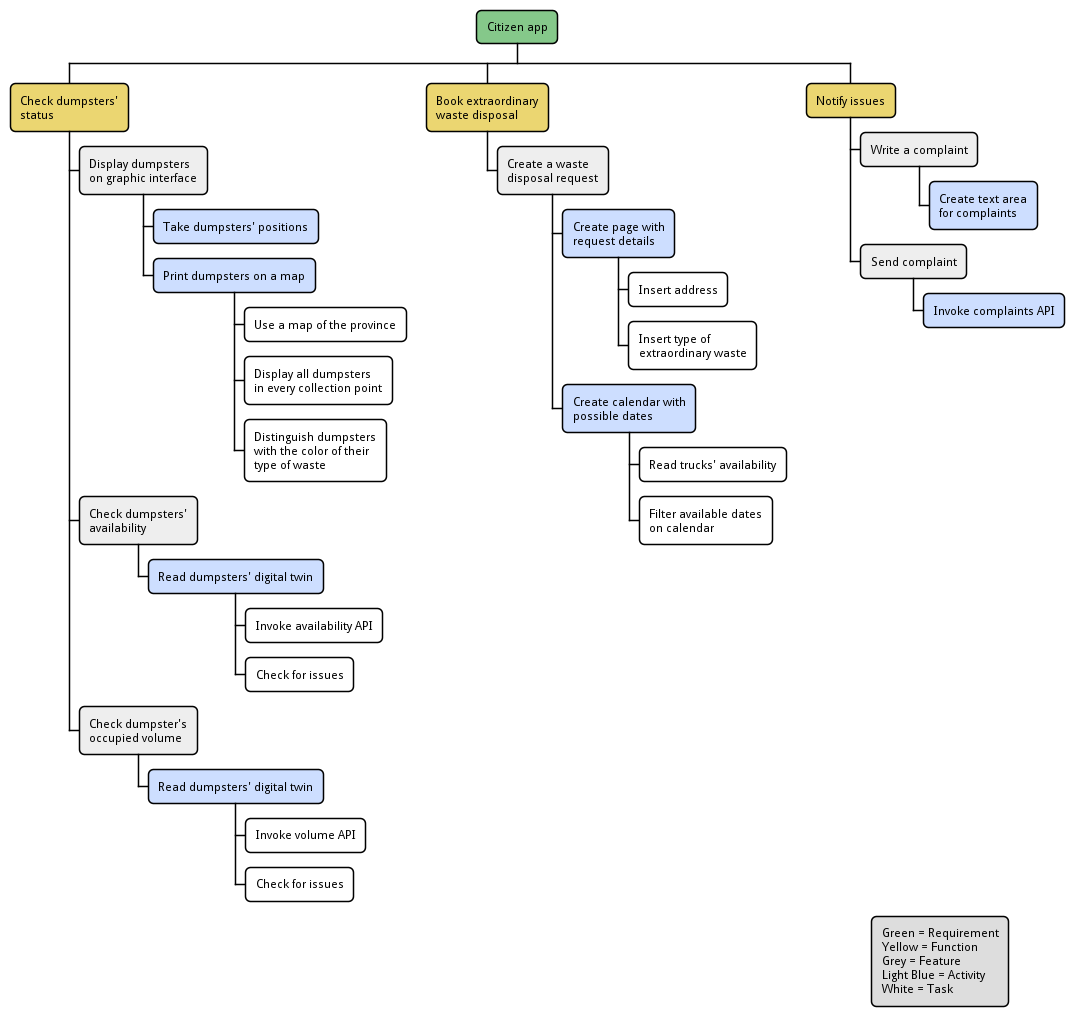 Citizen app
Check dumpsters'
status
Display dumpsters
on graphic interface
Take dumpsters' positions
Print dumpsters on a map
Use a map of the province
Display all dumpsters
in every collection point
Distinguish dumpsters
with the color of their
type of waste
Check dumpsters'
availability
Read dumpsters' digital twin
Invoke availability API
Check for issues
Check dumpster's
occupied volume
Read dumpsters' digital twin
Invoke volume API
Check for issues
Book extraordinary
waste disposal
Create a waste
disposal request
Create page with
request details
Insert address
Insert type of
extraordinary waste
Create calendar with
possible dates
Read trucks' availability
Filter available dates
on calendar
Notify issues
Write a complaint
Create text area
for complaints
Send complaint
Invoke complaints API
Green = Requirement
Yellow = Function
Grey = Feature
Light Blue = Activity
White = Task